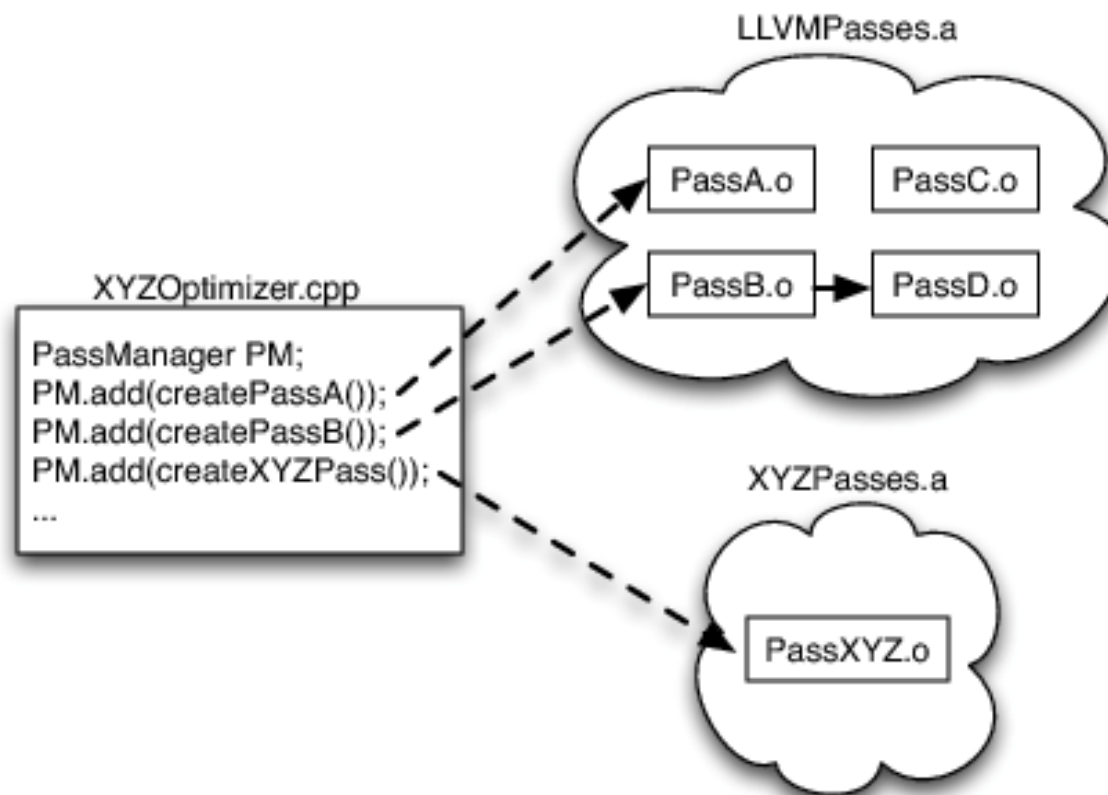 LLVMPasses.a
PassA.o
PassC.o
PassB.o
PassD.o
XYZOptimizer.cpp
PassManager PM;
PM.add(createPassA());
PM.add(createPassB());
PM.add(createXYZPass());
...
XYZPasses.a
PassXYZ.o